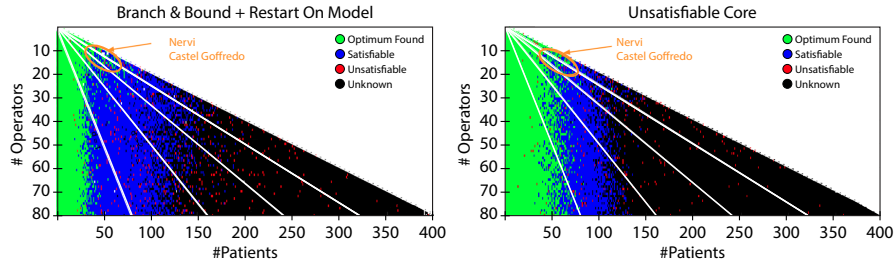 Branch & Bound + Restart On Model
Nervi
Castel Goffredo
Optimum Found
Satisfiable
Unsatisfiable
Unknown
# Operators
10
20
30
40
50
60
70
80
50
100
150
200
250
300
350
400
#Patients
Unsatisfiable Core
Nervi
Castel Goffredo
Optimum Found
Satisfiable
Unsatisfiable
Unknown
# Operators
10
20
30
40
50
60
70
80
50
100
150
200
250
300
350
400
#Patients